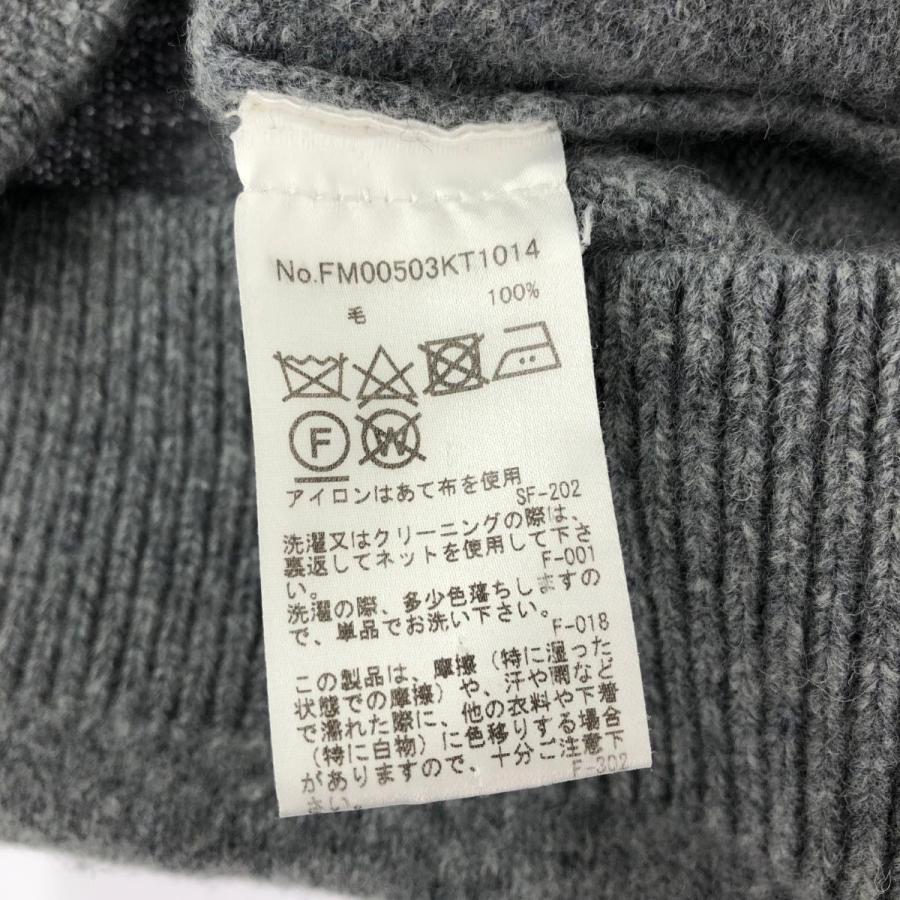 No.FM00503KT1014
毛 100%
F W
アイロンはあて布を使用
SF-202
洗濯又はクリーニングの際は、
裏返してネットを使用して下さ
い。
F-001
洗濯の際、多少色落ちしますの
で、単品でお洗い下さい。
F-018
この製品は、摩擦(特に湿った
状態での摩擦)や、汗や雨など
で濡れた際に、他の衣料や下着
(特に白物)に色移りする場合
がありますので、十分ご注意下
さい。
F-302